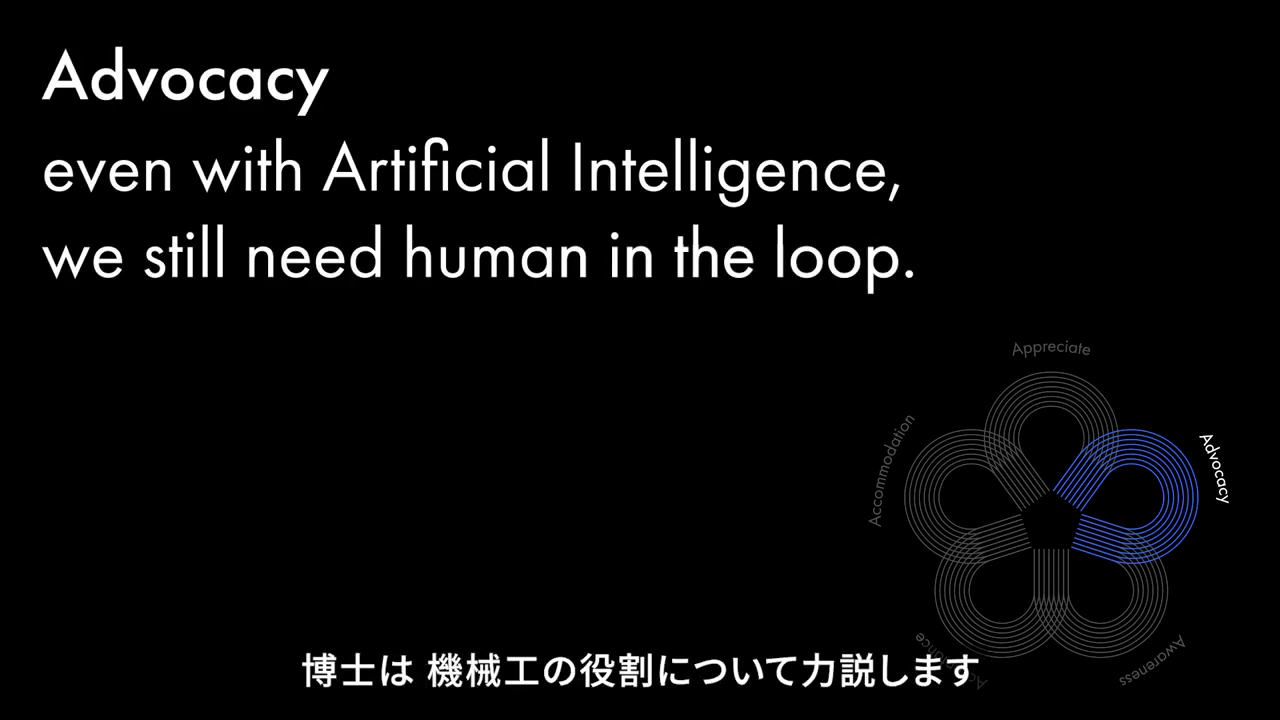 Advocacy
even with Artificial Intelligence,
we still need human in the loop.
Appreciate
Accommodation
Advocacy
Awareness
博士は 機械工の役割について力説します